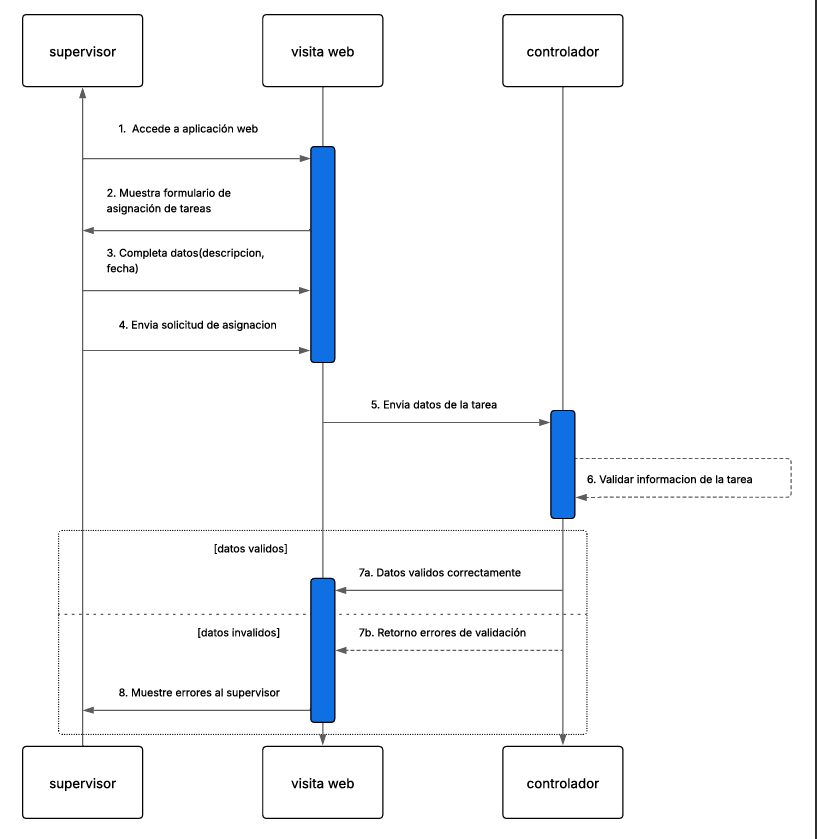 supervisor
visita web
controlador
1. Accede a aplicación web
2. Muestra formulario de
asignación de tareas
3. Completa datos(descripcion,
fecha)
4. Envia solicitud de asignacion
5. Envia datos de la tarea
6. Validar informacion de la tarea
[datos validos]
7a. Datos validos correctamente
[datos invalidos]
7b. Retorno errores de validación
8. Muestre errores al supervisor
supervisor
visita web
controlador